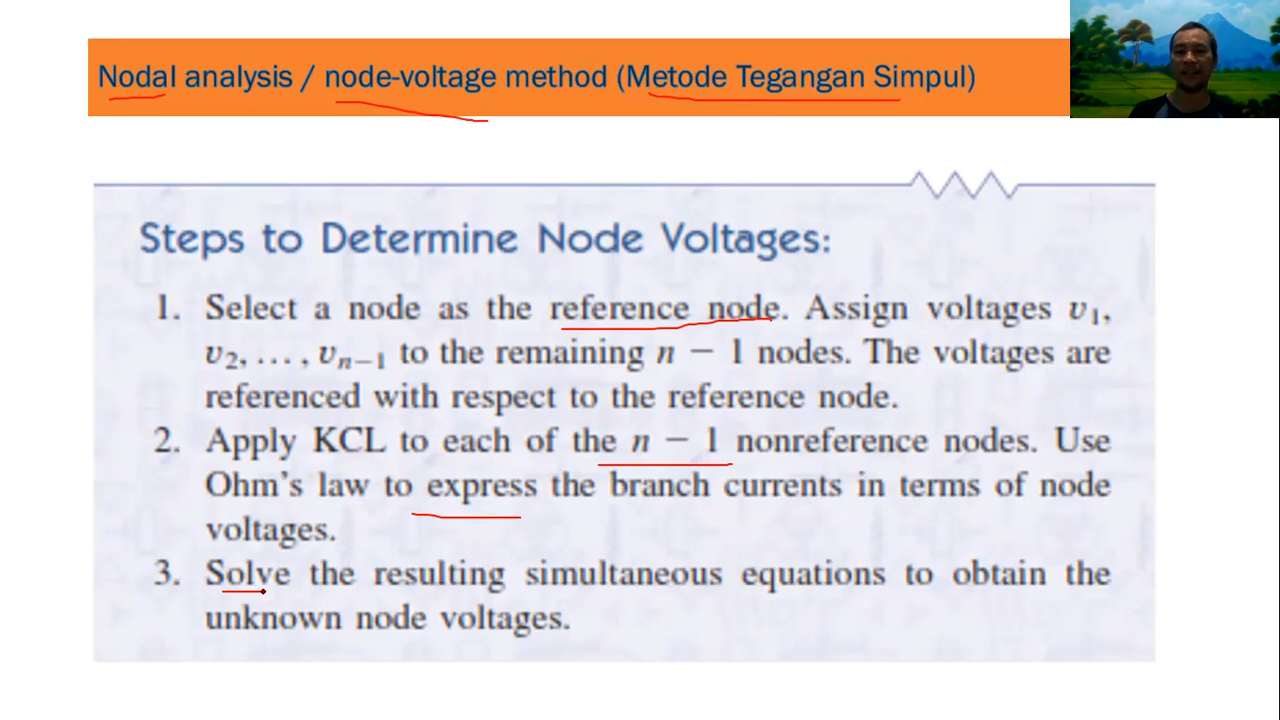 Nodal analysis / node-voltage method (Metode Tegangan Simpul)
Steps to Determine Node Voltages:
1. Select a node as the reference node. Assign voltages v₁,
v₂, … , vₙ₋₁ to the remaining n − 1 nodes. The voltages are
referenced with respect to the reference node.
2. Apply KCL to each of the n − 1 nonreference nodes. Use
Ohm's law to express the branch currents in terms of node
voltages.
3. Solve the resulting simultaneous equations to obtain the
unknown node voltages.